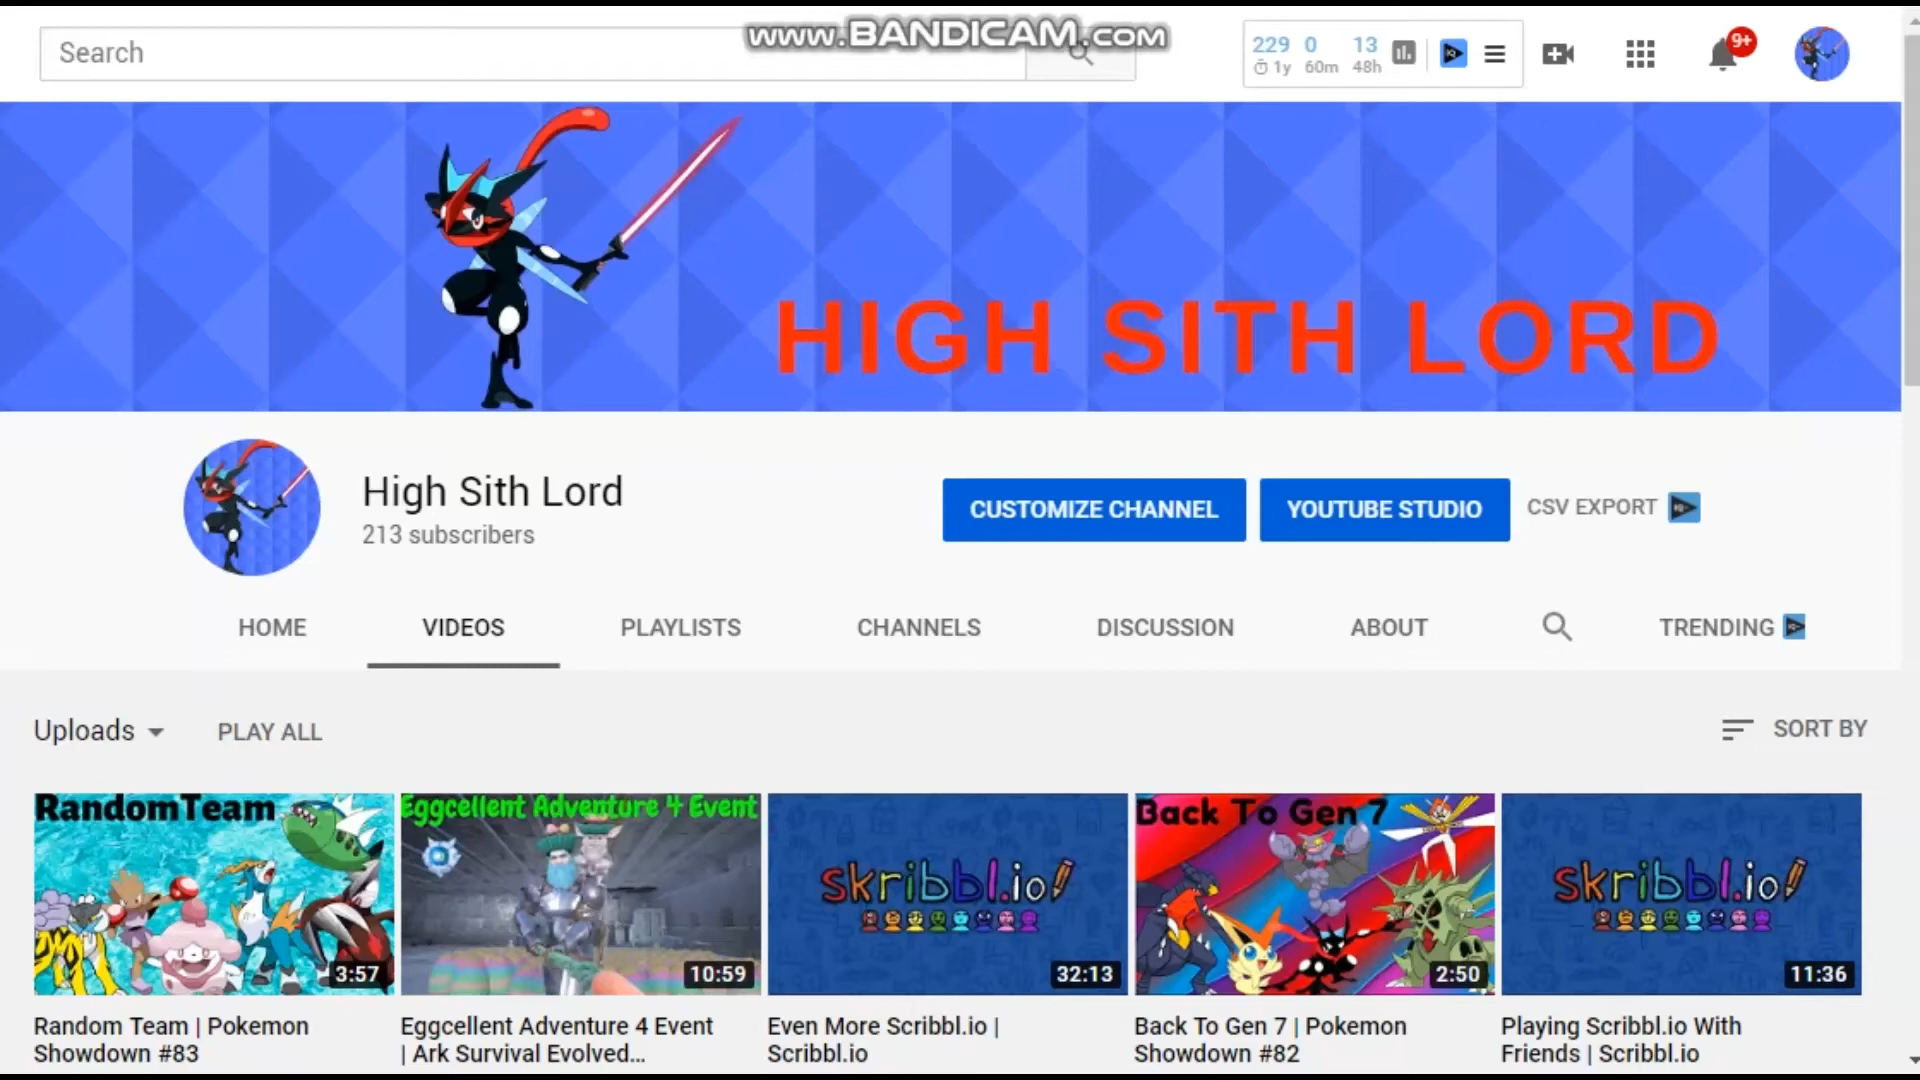 Search
www.BANDICAM.com
229 0 13
1y 60m 48h
9+
HIGH SITH LORD
High Sith Lord
213 subscribers
CUSTOMIZE CHANNEL
YOUTUBE STUDIO
CSV EXPORT
HOME
VIDEOS
PLAYLISTS
CHANNELS
DISCUSSION
ABOUT
TRENDING
Uploads
PLAY ALL
SORT BY
RandomTeam
3:57
Random Team | Pokemon
Showdown #83
Eggcellent Adventure 4 Event
10:59
Eggcellent Adventure 4 Event
| Ark Survival Evolved...
skribbl.io
32:13
Even More Scribbl.io |
Scribbl.io
Back To Gen 7
2:50
Back To Gen 7 | Pokemon
Showdown #82
skribbl.io
11:36
Playing Scribbl.io With
Friends | Scribbl.io